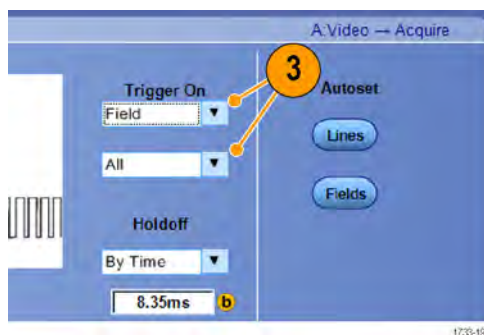 A:Video → Acquire
3
Trigger On
Autoset
Field
Lines
All
Fields
Holdoff
By Time
8.35ms b